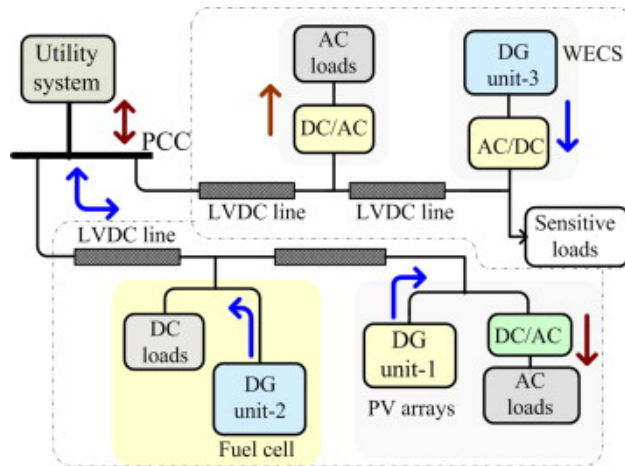 Utility
system
PCC
AC
loads
DC/AC
DG
unit-3
WECS
AC/DC
LVDC line
LVDC line
Sensitive
loads
LVDC line
DC
loads
DG
unit-2
Fuel cell
DG
unit-1
PV arrays
DC/AC
AC
loads